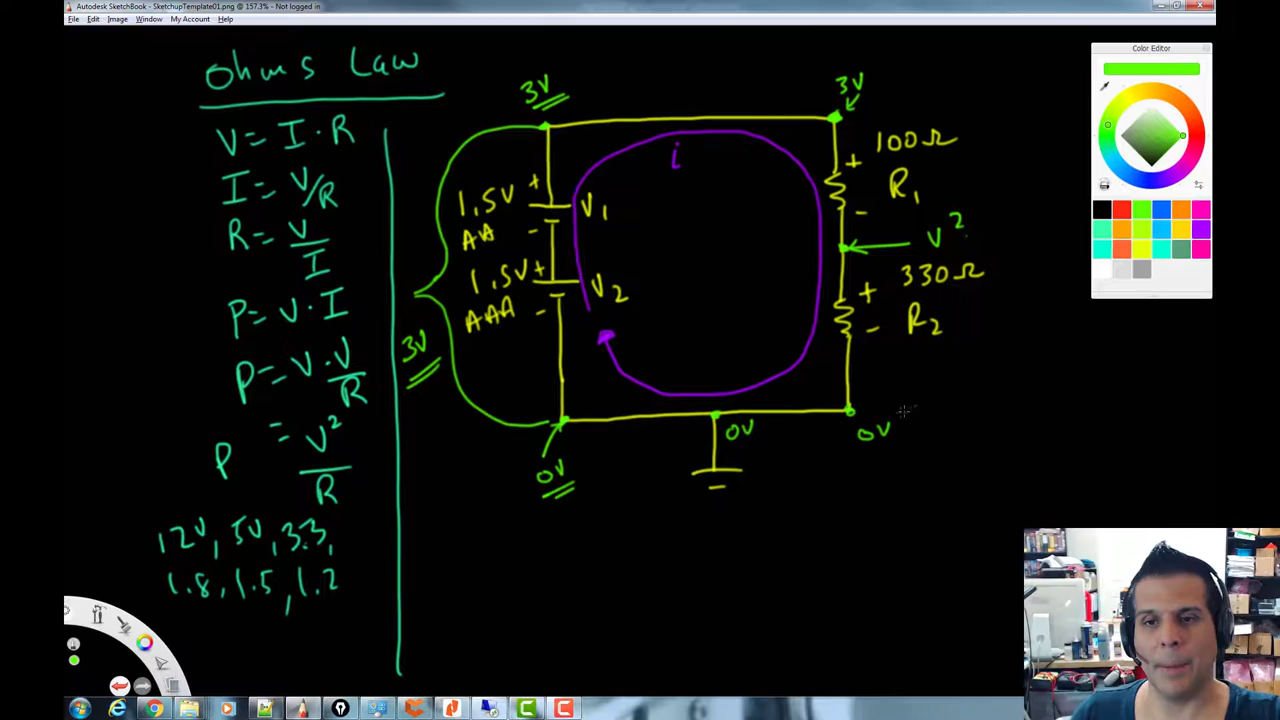 Autodesk SketchBook - SketchupTemplate01.png @ 157.3% - Not logged in
File Edit Image Window My Account Help
Color Editor
Ohms Law
V = I · R
I = V/R
R = V/I
P = V · I
P = V · V/R
P = V²/R
12V, 5V, 3.3,
1.8, 1.5, 1.2
3V
3V
3V
i
1.5V +
AA -
V1
1.5V +
AAA -
V2
+ 100Ω
- R1
V?
+ 330Ω
- R2
0V
0V
0V